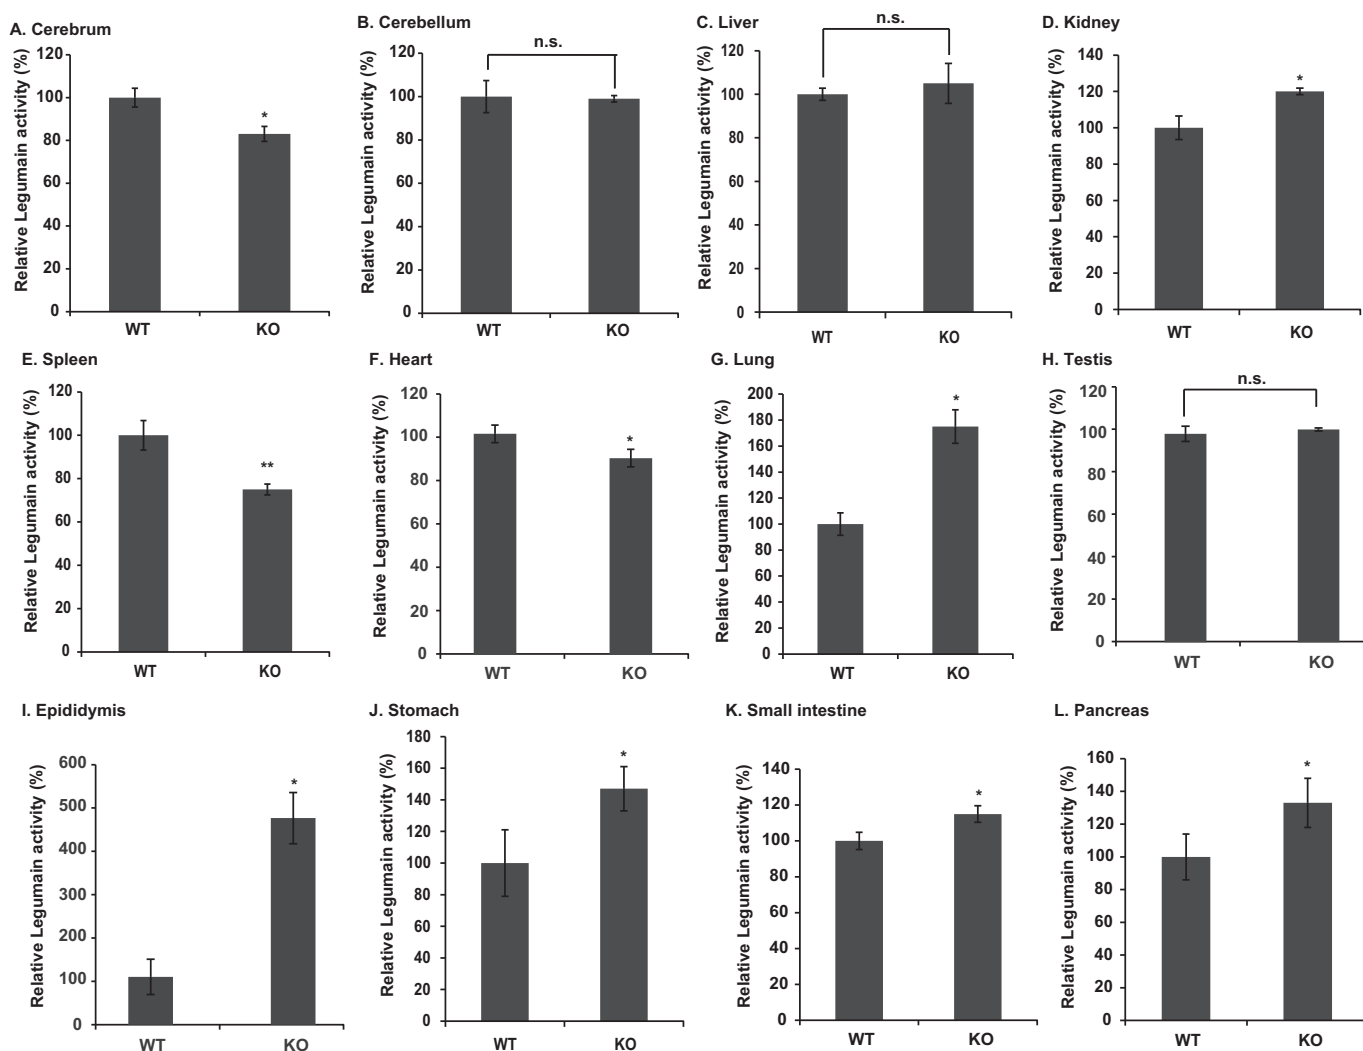 A. Cerebrum
Relative Legumain activity (%)
120
100
80
60
40
20
0
*
WT
KO
B. Cerebellum
Relative Legumain activity (%)
120
100
80
60
40
20
0
n.s.
WT
KO
C. Liver
Relative Legumain activity (%)
120
100
80
60
40
20
0
n.s.
WT
KO
D. Kidney
Relative Legumain activity (%)
140
120
100
80
60
40
20
0
*
WT
KO
E. Spleen
Relative Legumain activity (%)
120
100
80
60
40
20
0
**
WT
KO
F. Heart
Relative Legumain activity (%)
120
100
80
60
40
20
0
*
WT
KO
G. Lung
Relative Legumain activity (%)
200
180
160
140
120
100
80
60
40
20
0
*
WT
KO
H. Testis
Relative Legumain activity (%)
120
100
80
60
40
20
0
n.s.
WT
KO
I. Epididymis
Relative Legumain activity (%)
600
500
400
300
200
100
0
*
WT
KO
J. Stomach
Relative Legumain activity (%)
180
160
140
120
100
80
60
40
20
0
*
WT
KO
K. Small intestine
Relative Legumain activity (%)
140
120
100
80
60
40
20
0
*
WT
KO
L. Pancreas
Relative Legumain activity (%)
160
140
120
100
80
60
40
20
0
*
WT
KO